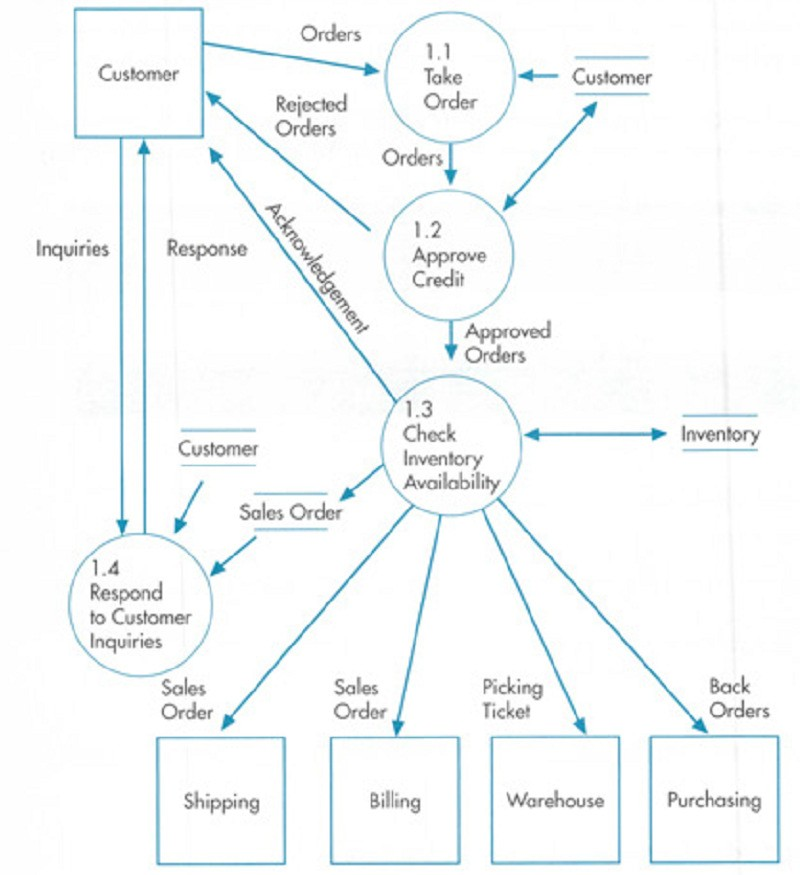 Customer
Orders
1.1
Take
Order
Customer
Rejected
Orders
Orders
Acknowledgement
1.2
Approve
Credit
Inquiries
Response
Approved
Orders
1.3
Check
Inventory
Availability
Inventory
Customer
Sales Order
1.4
Respond
to Customer
Inquiries
Sales
Order
Sales
Order
Picking
Ticket
Back
Orders
Shipping
Billing
Warehouse
Purchasing